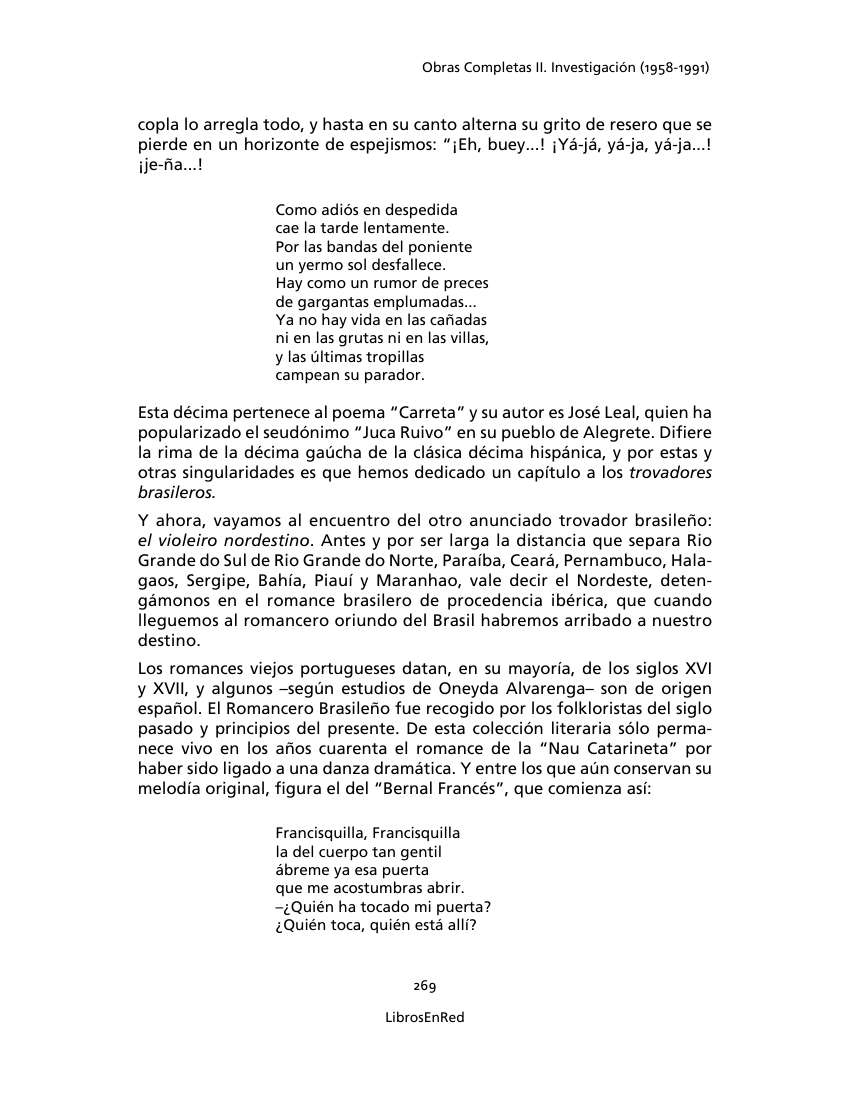 Obras Completas II. Investigación (1958-1991)
copla lo arregla todo, y hasta en su canto alterna su grito de resero que se
pierde en un horizonte de espejismos: “¡Eh, buey...! ¡Yá-já, yá-ja, yá-ja...!
¡je-ña...!
Como adiós en despedida
cae la tarde lentamente.
Por las bandas del poniente
un yermo sol desfallece.
Hay como un rumor de preces
de gargantas emplumadas...
Ya no hay vida en las cañadas
ni en las grutas ni en las villas,
y las últimas tropillas
campean su parador.
Esta décima pertenece al poema “Carreta” y su autor es José Leal, quien ha
popularizado el seudónimo “Juca Ruivo” en su pueblo de Alegrete. Difiere
la rima de la décima gaúcha de la clásica décima hispánica, y por estas y
otras singularidades es que hemos dedicado un capítulo a los trovadores
brasileros.
Y ahora, vayamos al encuentro del otro anunciado trovador brasileño:
el violeiro nordestino. Antes y por ser larga la distancia que separa Rio
Grande do Sul de Rio Grande do Norte, Paraíba, Ceará, Pernambuco, Hala-
gaos, Sergipe, Bahía, Piauí y Maranhao, vale decir el Nordeste, deten-
gámonos en el romance brasilero de procedencia ibérica, que cuando
lleguemos al romancero oriundo del Brasil habremos arribado a nuestro
destino.
Los romances viejos portugueses datan, en su mayoría, de los siglos XVI
y XVII, y algunos –según estudios de Oneyda Alvarenga– son de origen
español. El Romancero Brasileño fue recogido por los folkloristas del siglo
pasado y principios del presente. De esta colección literaria sólo perma-
nece vivo en los años cuarenta el romance de la “Nau Catarineta” por
haber sido ligado a una danza dramática. Y entre los que aún conservan su
melodía original, figura el del “Bernal Francés”, que comienza así:
Francisquilla, Francisquilla
la del cuerpo tan gentil
ábreme ya esa puerta
que me acostumbras abrir.
–¿Quién ha tocado mi puerta?
¿Quién toca, quién está allí?
269
LibrosEnRed